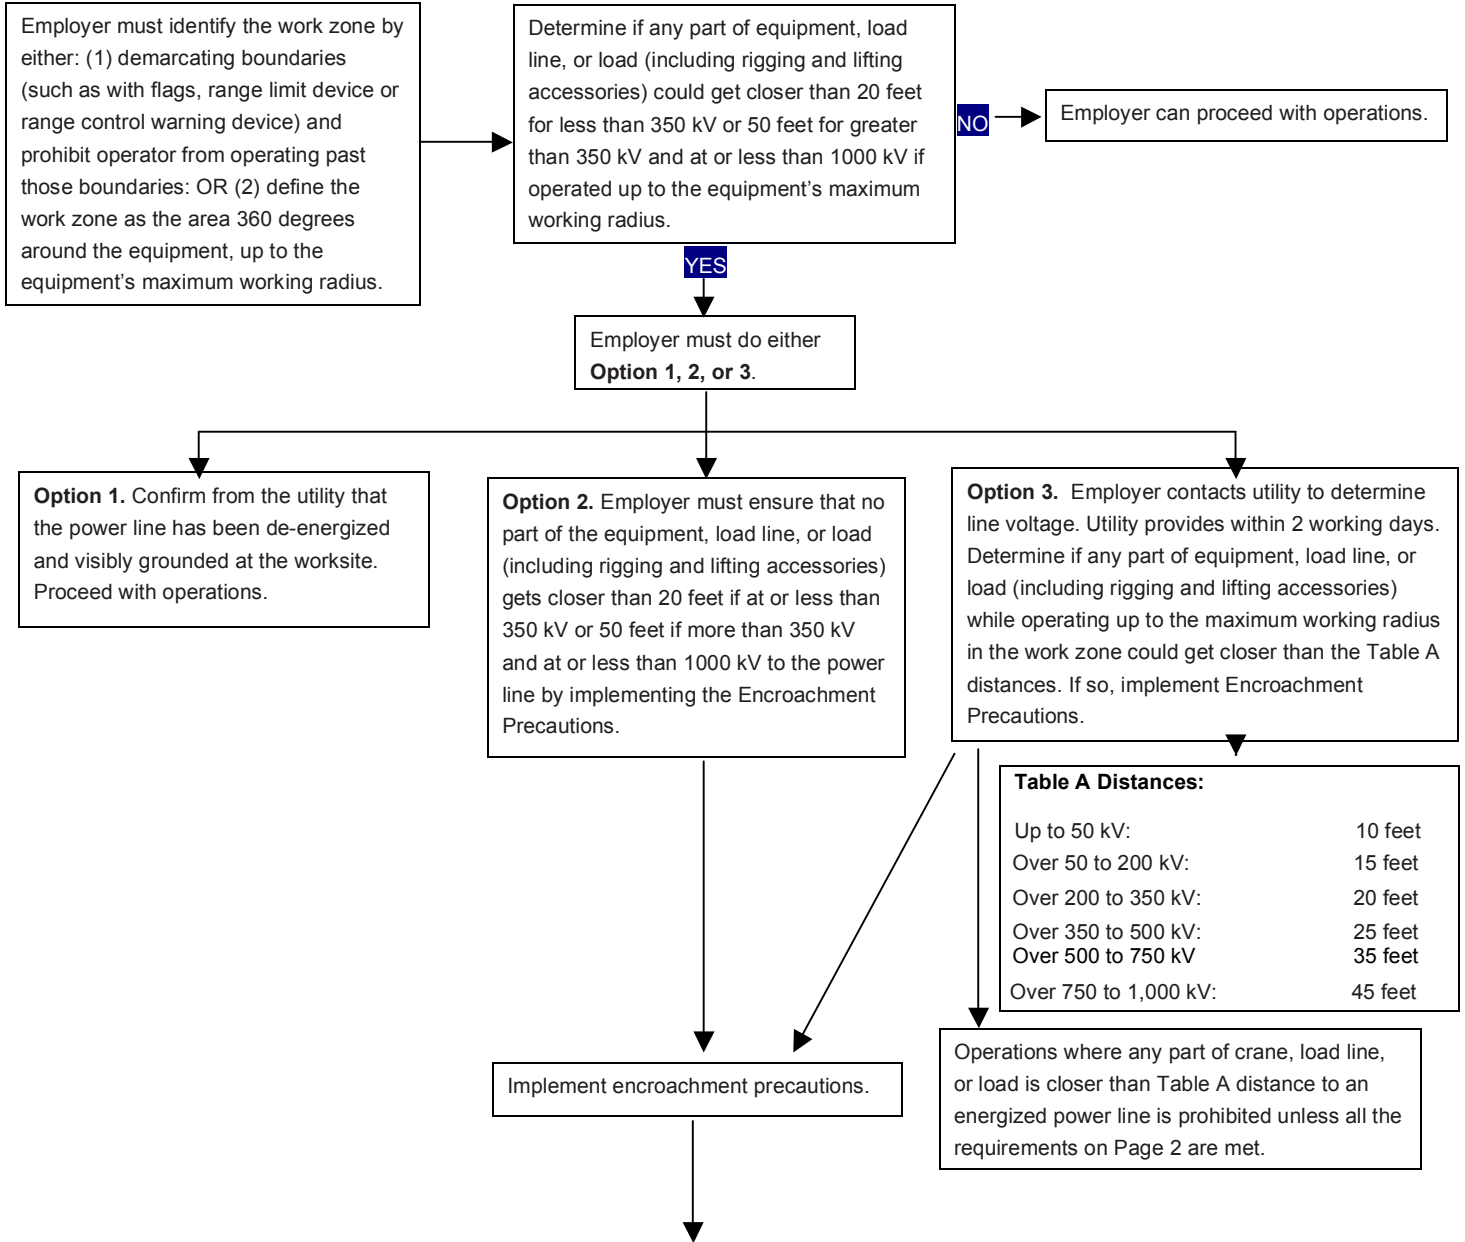 Employer must identify the work zone by
either: (1) demarcating boundaries
(such as with flags, range limit device or
range control warning device) and
prohibit operator from operating past
those boundaries: OR (2) define the
work zone as the area 360 degrees
around the equipment, up to the
equipment’s maximum working radius.
Determine if any part of equipment, load
line, or load (including rigging and lifting
accessories) could get closer than 20 feet
for less than 350 kV or 50 feet for greater
than 350 kV and at or less than 1000 kV if
operated up to the equipment’s maximum
working radius.
NO
Employer can proceed with operations.
YES
Employer must do either
Option 1, 2, or 3.
Option 1. Confirm from the utility that
the power line has been de-energized
and visibly grounded at the worksite.
Proceed with operations.
Option 2. Employer must ensure that no
part of the equipment, load line, or load
(including rigging and lifting accessories)
gets closer than 20 feet if at or less than
350 kV or 50 feet if more than 350 kV
and at or less than 1000 kV to the power
line by implementing the Encroachment
Precautions.
Option 3. Employer contacts utility to determine
line voltage. Utility provides within 2 working days.
Determine if any part of equipment, load line, or
load (including rigging and lifting accessories)
while operating up to the maximum working radius
in the work zone could get closer than the Table A
distances. If so, implement Encroachment
Precautions.
Table A Distances:
Up to 50 kV: 10 feet
Over 50 to 200 kV: 15 feet
Over 200 to 350 kV: 20 feet
Over 350 to 500 kV: 25 feet
Over 500 to 750 kV 35 feet
Over 750 to 1,000 kV: 45 feet
Implement encroachment precautions.
Operations where any part of crane, load line,
or load is closer than Table A distance to an
energized power line is prohibited unless all the
requirements on Page 2 are met.